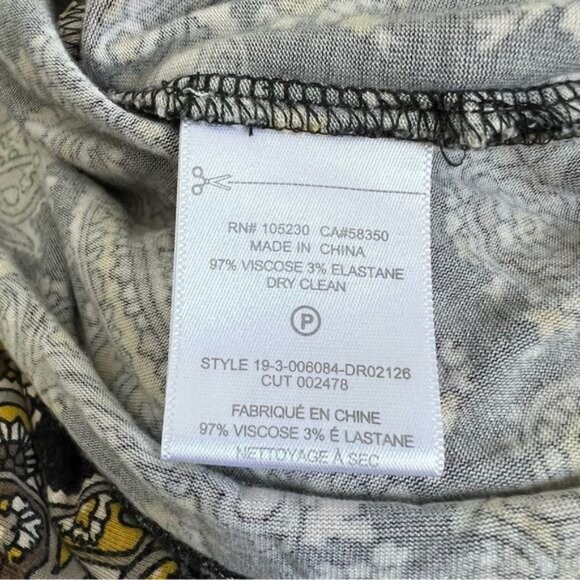 RN# 105230 CA#58350
MADE IN CHINA
97% VISCOSE 3% ELASTANE
DRY CLEAN
P
STYLE 19-3-006084-DR02126
CUT 002478
FABRIQUÉ EN CHINE
97% VISCOSE 3% É LASTANE
NETTOYAGE À SEC